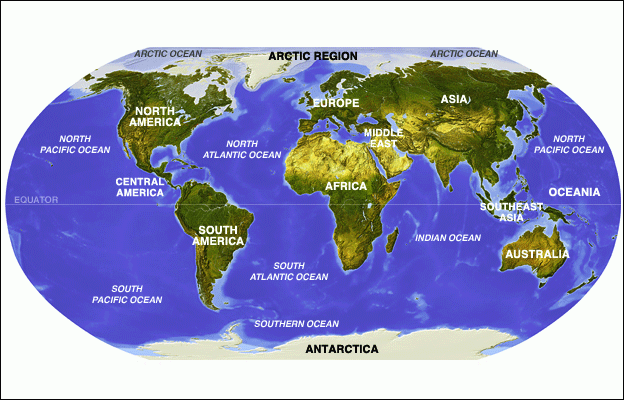 ARCTIC OCEAN
ARCTIC REGION
ARCTIC OCEAN
NORTH
AMERICA
EUROPE
ASIA
MIDDLE
EAST
NORTH
PACIFIC OCEAN
NORTH
ATLANTIC OCEAN
NORTH
PACIFIC OCEAN
CENTRAL
AMERICA
AFRICA
OCEANIA
EQUATOR
SOUTHEAST
ASIA
SOUTH
AMERICA
INDIAN OCEAN
AUSTRALIA
SOUTH
ATLANTIC OCEAN
SOUTH
PACIFIC OCEAN
SOUTHERN OCEAN
ANTARCTICA